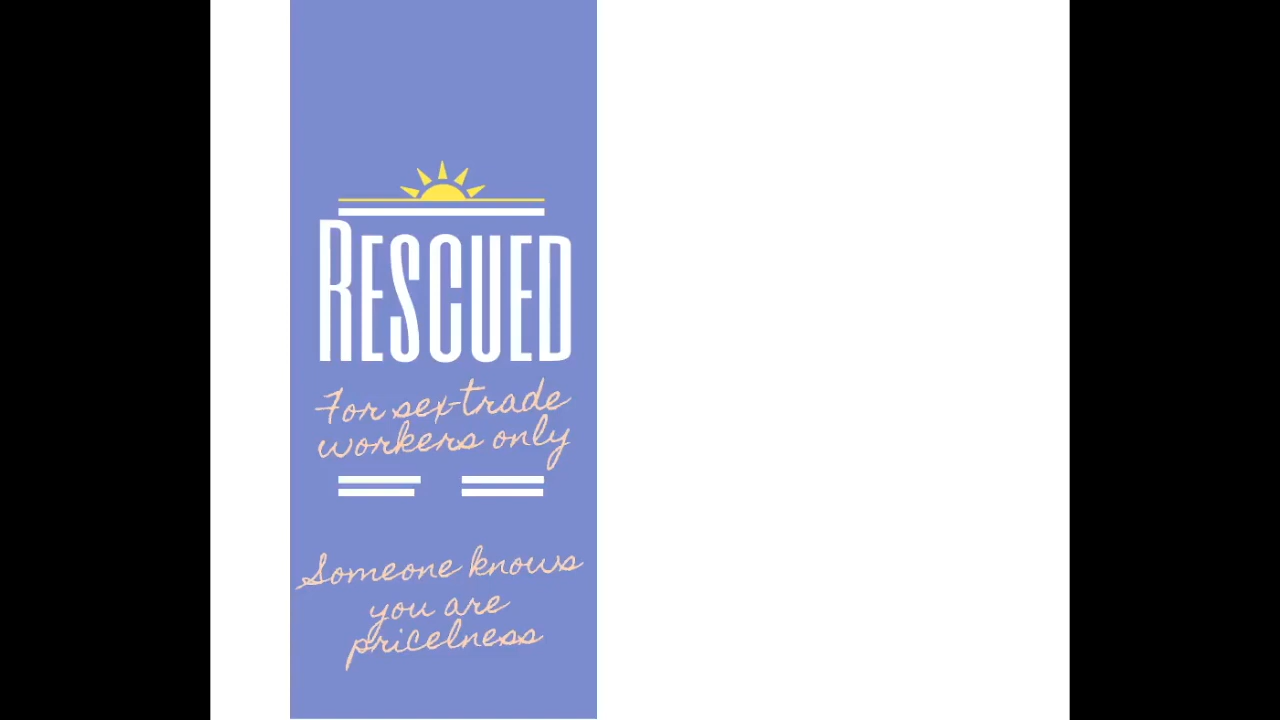 RESCUED
For sex-trade
workers only
Someone knows
you are
pricelness